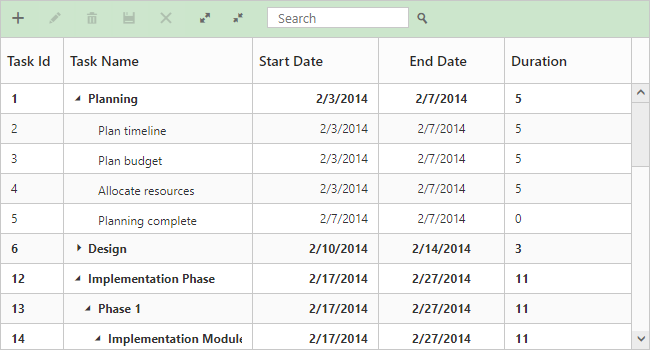 Search
Task Id Task Name Start Date End Date Duration
1 Planning 2/3/2014 2/7/2014 5
2 Plan timeline 2/3/2014 2/7/2014 5
3 Plan budget 2/3/2014 2/7/2014 5
4 Allocate resources 2/3/2014 2/7/2014 5
5 Planning complete 2/7/2014 2/7/2014 0
6 Design 2/10/2014 2/14/2014 3
12 Implementation Phase 2/17/2014 2/27/2014 11
13 Phase 1 2/17/2014 2/27/2014 11
14 Implementation Module 2/17/2014 2/27/2014 11